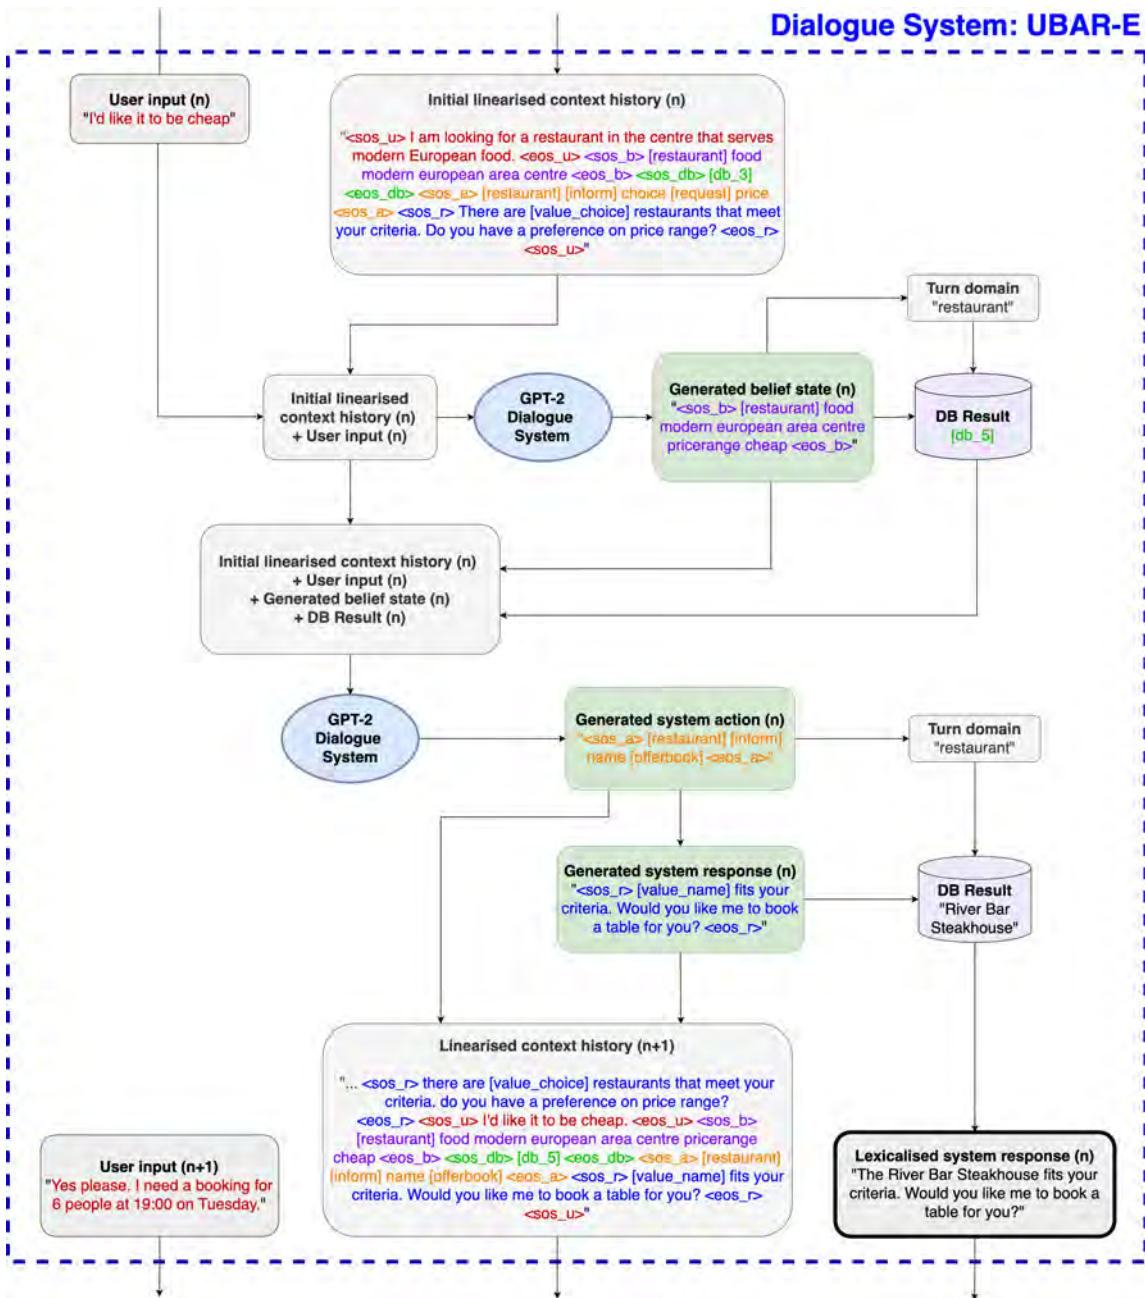 Dialogue System: UBAR-E
User input (n)
"I'd like it to be cheap"
Initial linearised context history (n)
"<sos_u> I am looking for a restaurant in the centre that serves
modern European food. <eos_u> <sos_b> [restaurant] food
modern european area centre <eos_b> <sos_db> [db_3]
<eos_db> <sos_a> [restaurant] [inform] choice [request] price
<eos_a> <sos_r> There are [value_choice] restaurants that meet
your criteria. Do you have a preference on price range? <eos_r>
<sos_u>"
Turn domain
"restaurant"
Initial linearised
context history (n)
+ User input (n)
GPT-2
Dialogue
System
Generated belief state (n)
"<sos_b> [restaurant] food
modern european area centre
pricerange cheap <eos_b>"
DB Result
[db_5]
Initial linearised context history (n)
+ User input (n)
+ Generated belief state (n)
+ DB Result (n)
GPT-2
Dialogue
System
Generated system action (n)
"<sos_a> [restaurant] [inform]
name [offerbook] <eos_a>"
Turn domain
"restaurant"
Generated system response (n)
"<sos_r> [value_name] fits your
criteria. Would you like me to book
a table for you? <eos_r>"
DB Result
"River Bar
Steakhouse"
Linearised context history (n+1)
"... <sos_r> there are [value_choice] restaurants that meet your
criteria. do you have a preference on price range?
<eos_r> <sos_u> I'd like it to be cheap. <eos_u> <sos_b>
[restaurant] food modern european area centre pricerange
cheap <eos_b> <sos_db> [db_5] <eos_db> <sos_a> [restaurant]
[inform] name [offerbook] <eos_a> <sos_r> [value_name] fits your
criteria. Would you like me to book a table for you? <eos_r>
<sos_u>"
User input (n+1)
"Yes please. I need a booking for
6 people at 19:00 on Tuesday."
Lexicalised system response (n)
"The River Bar Steakhouse fits your
criteria. Would you like me to book a
table for you?"